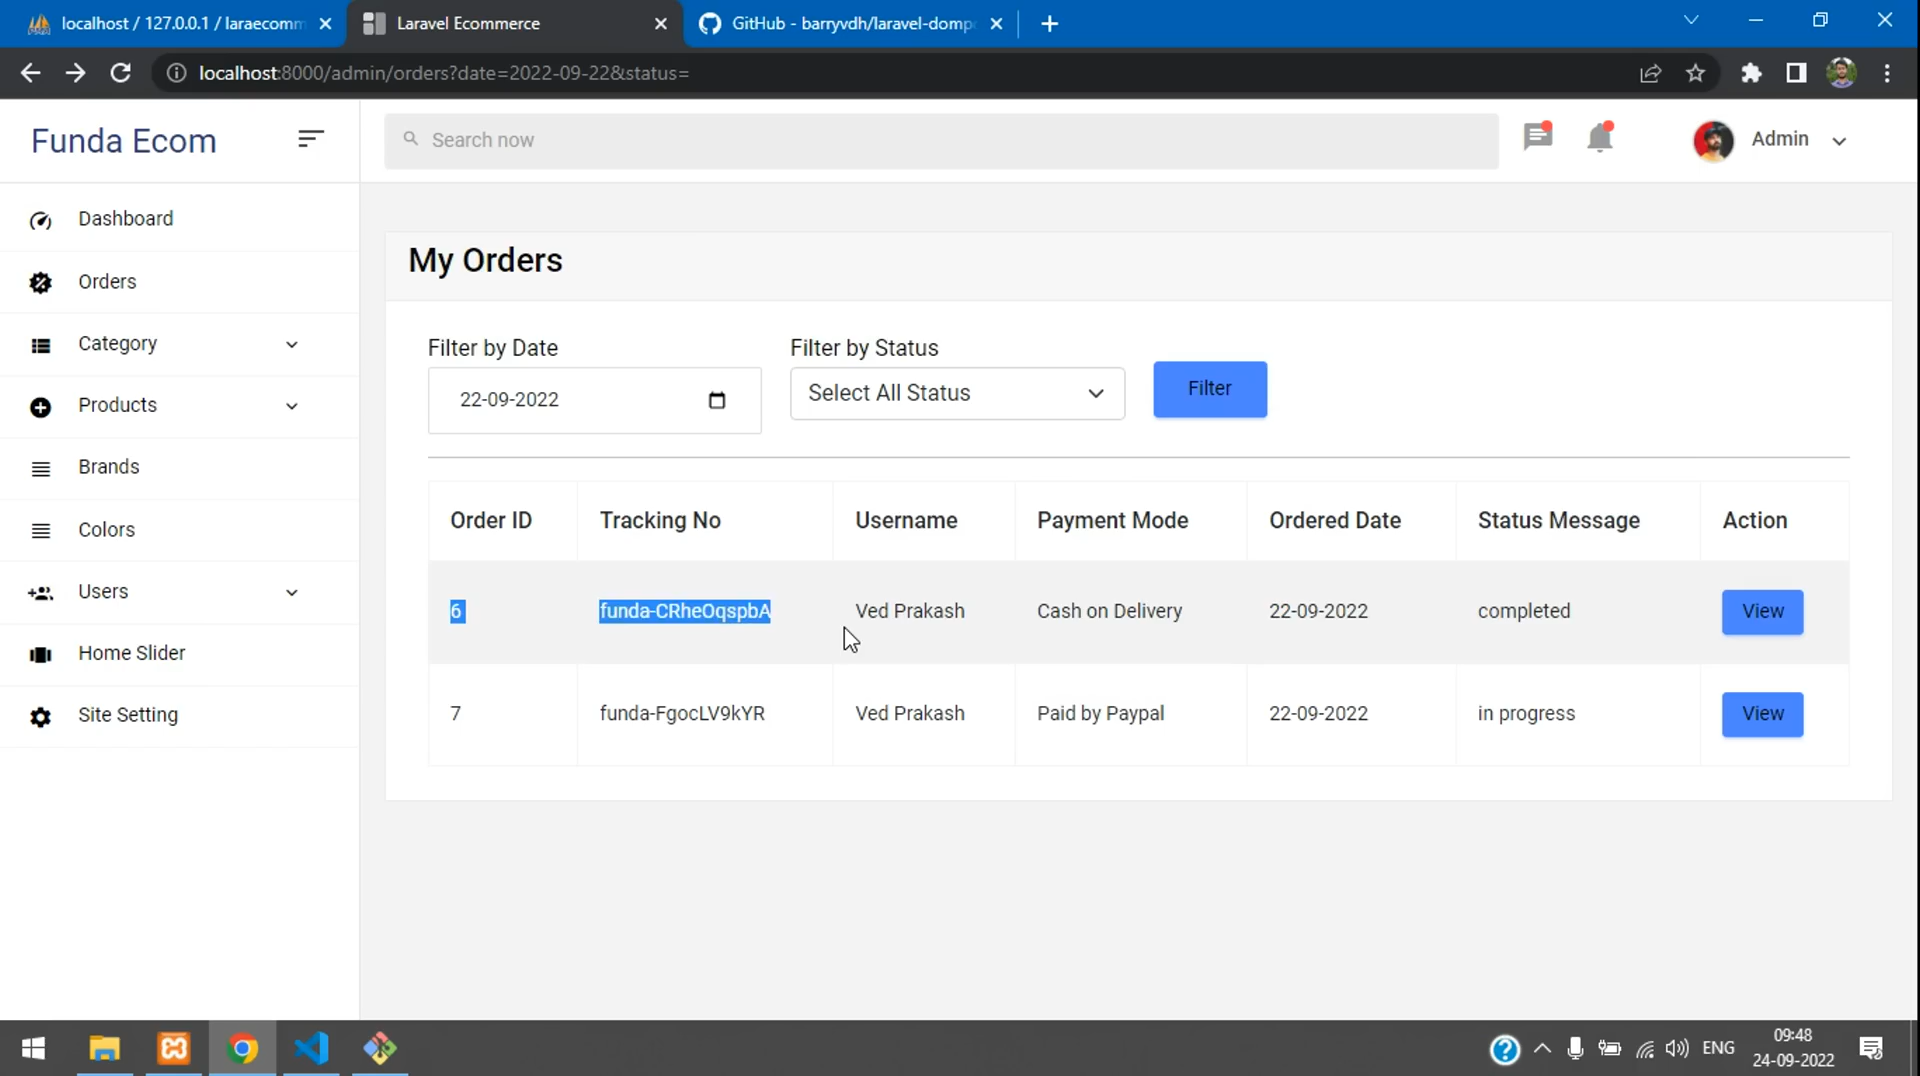 localhost / 127.0.0.1 / laraecomm
Laravel Ecommerce
GitHub - barryvdh/laravel-dompd
localhost:8000/admin/orders?date=2022-09-22&status=
Funda Ecom
Search now
Admin
Dashboard
Orders
Category
Products
Brands
Colors
Users
Home Slider
Site Setting
My Orders
Filter by Date
Filter by Status
22-09-2022
Select All Status
Filter
Order ID Tracking No Username Payment Mode Ordered Date Status Message Action
6 funda-CRheOqspbA Ved Prakash Cash on Delivery 22-09-2022 completed View
7 funda-FgocLV9kYR Ved Prakash Paid by Paypal 22-09-2022 in progress View
ENG
09:48
24-09-2022